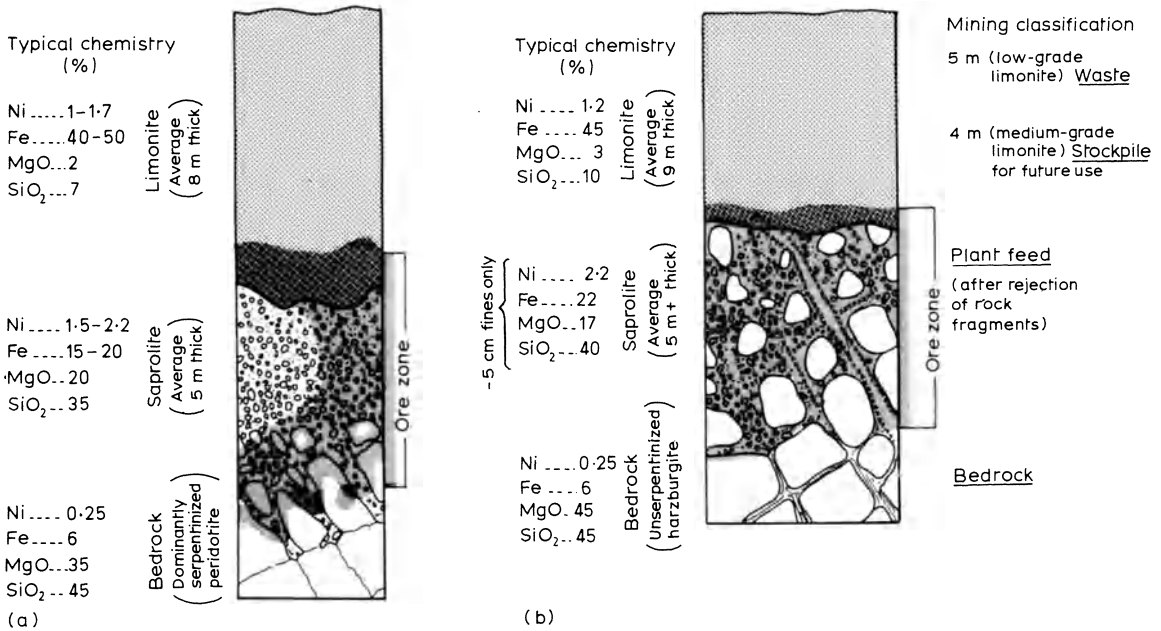 Typical chemistry
(%)
Ni ---- 1-1·7
Fe ---- 40-50
MgO -- 2
SiO₂ --- 7
Limonite
(Average
8 m thick)
Ni ---- 1·5-2·2
Fe ---- 15-20
MgO -- 20
SiO₂ -- 35
Saprolite
(Average
5 m thick)
Ni ---- 0·25
Fe ---- 6
MgO -- 35
SiO₂ -- 45
Bedrock
(Dominantly
serpentinized
peridotite)
Ore zone
(a)
Typical chemistry
(%)
Ni ---- 1·2
Fe ---- 45
MgO --- 3
SiO₂ -- 10
Limonite
(Average
9 m thick)
-5 cm fines only
Ni ---- 2·2
Fe ---- 22
MgO --- 17
SiO₂ -- 40
Saprolite
(Average
5 m + thick)
Ni ---- 0·25
Fe ---- 6
MgO -- 45
SiO₂ -- 45
Bedrock
(Unserpentinized
harzburgite)
Ore zone
(b)
Mining classification
5 m (low-grade
limonite) Waste
4 m (medium-grade
limonite) Stockpile
for future use
Plant feed
(after rejection
of rock
fragments)
Bedrock